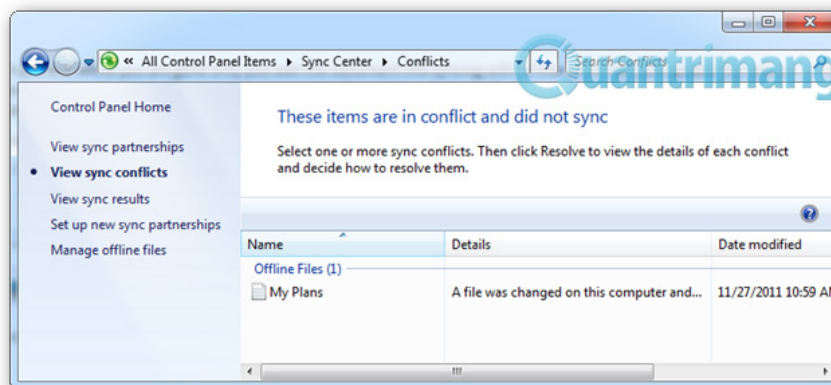 « All Control Panel Items ▸ Sync Center ▸ Conflicts
Search Conflicts
uantrimang
Control Panel Home
View sync partnerships
View sync conflicts
View sync results
Set up new sync partnerships
Manage offline files
These items are in conflict and did not sync
Select one or more sync conflicts. Then click Resolve to view the details of each conflict
and decide how to resolve them.
Name Details Date modified
Offline Files (1)
My Plans A file was changed on this computer and... 11/27/2011 10:59 AM